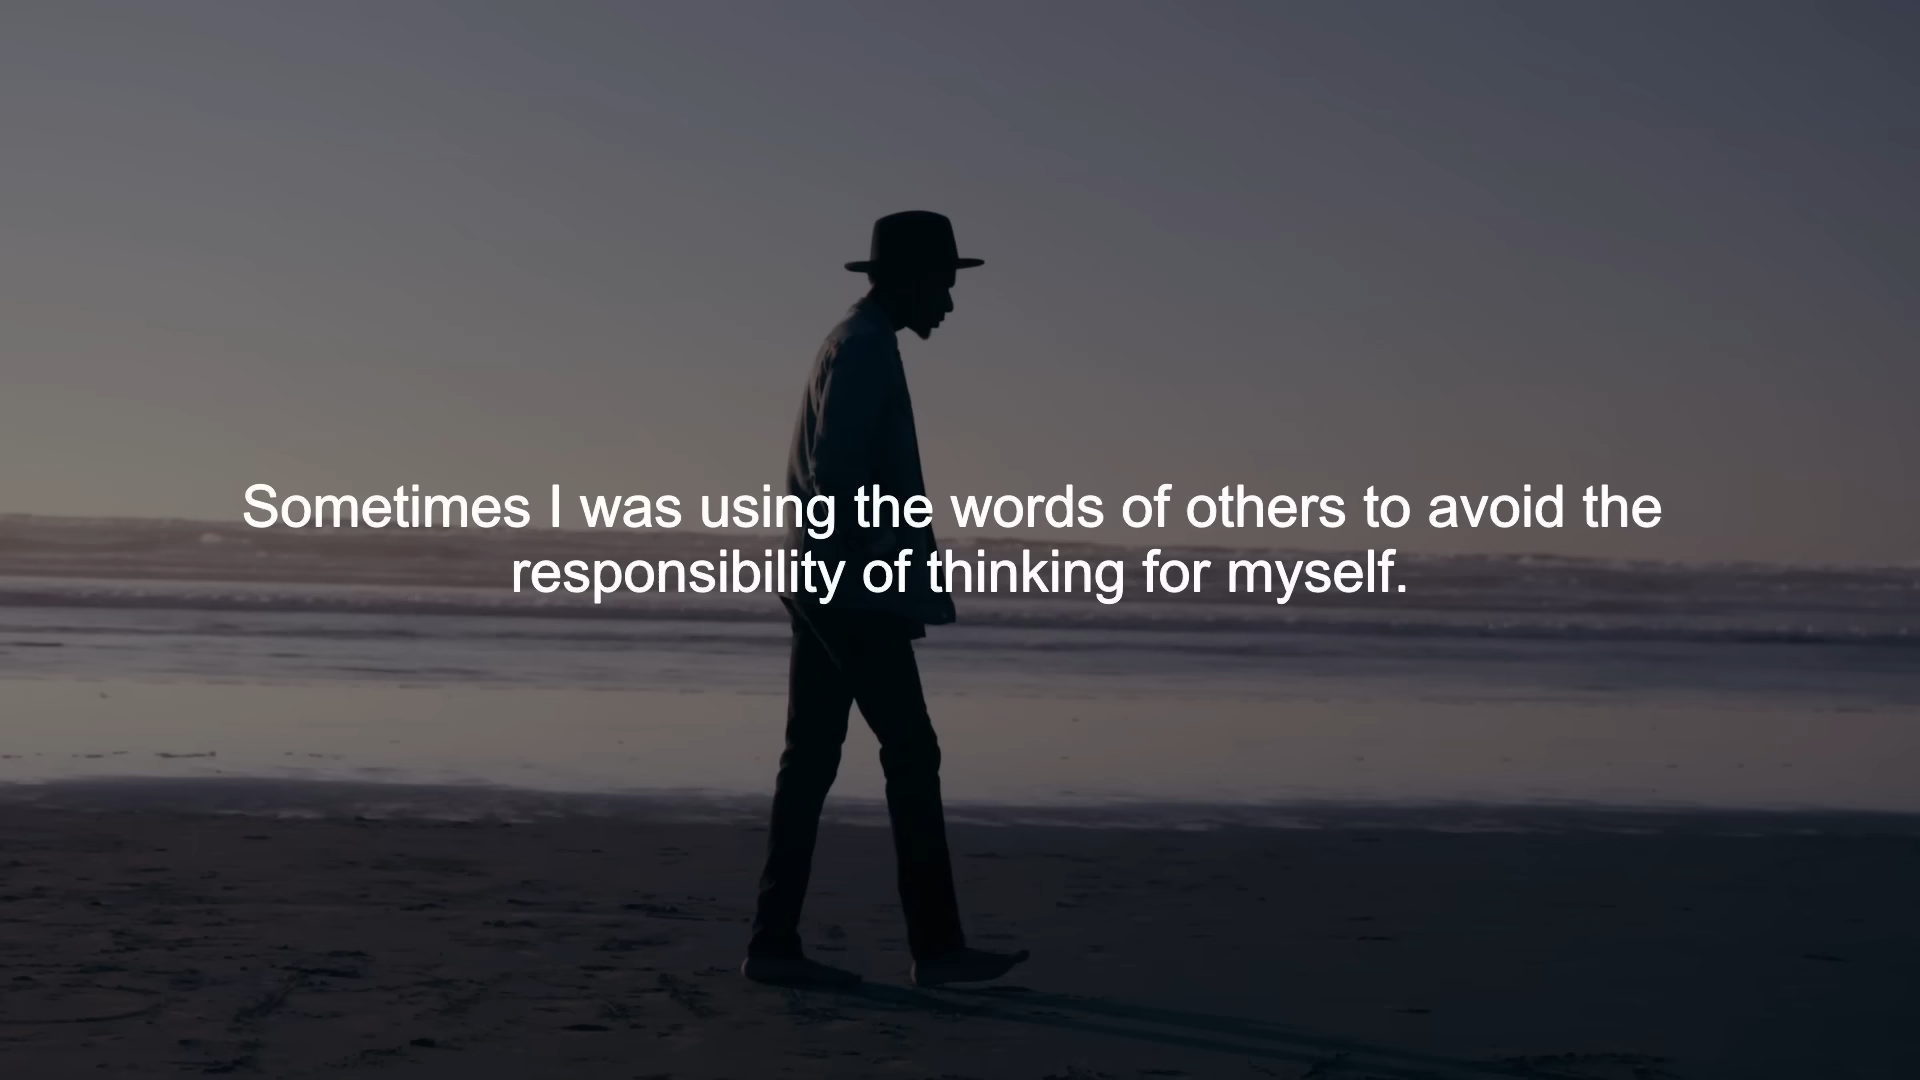 Sometimes I was using the words of others to avoid the
responsibility of thinking for myself.